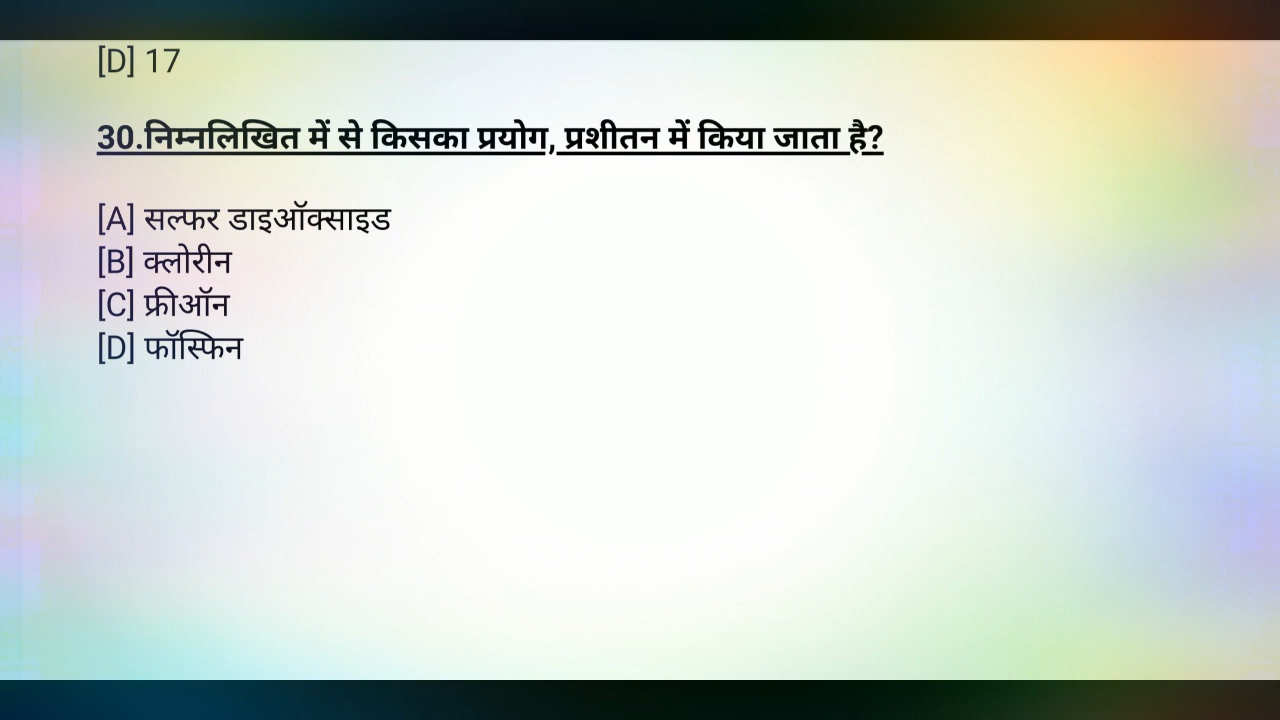 [D] 17
30.निम्नलिखित में से किसका प्रयोग, प्रशीतन में किया जाता है?
[A] सल्फर डाइऑक्साइड
[B] क्लोरीन
[C] फ्रीऑन
[D] फॉस्फिन